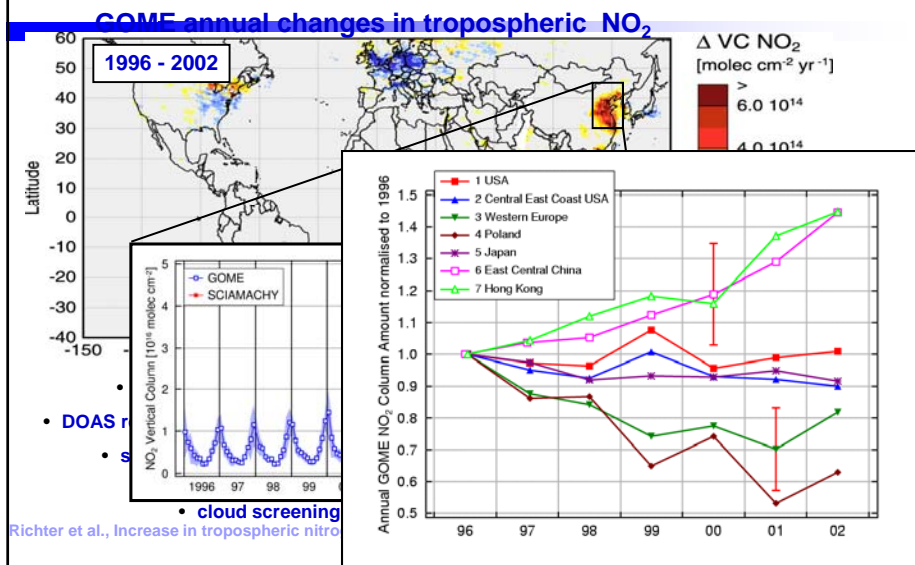 GOME annual changes in tropospheric NO₂
1996 - 2002
Δ VC NO₂
[molec cm⁻² yr⁻¹]
>
6.0 10¹⁴
4.0 10¹⁴
Latitude
60
50
40
30
20
10
0
-10
-20
-30
-40
-150
NO₂ Vertical Column [10¹⁶ molec cm⁻²]
5
4
3
2
1
0
GOME
SCIAMACHY
1996 97 98 99
Annual GOME NO₂ Column Amount normalised to 1996
1.5
1.4
1.3
1.2
1.1
1.0
0.9
0.8
0.7
0.6
0.5
1 USA
2 Central East Coast USA
3 Western Europe
4 Poland
5 Japan
6 East Central China
7 Hong Kong
96 97 98 99 00 01 02
•
• DOAS r
• s
• cloud screening
Richter et al., Increase in tropospheric nitro